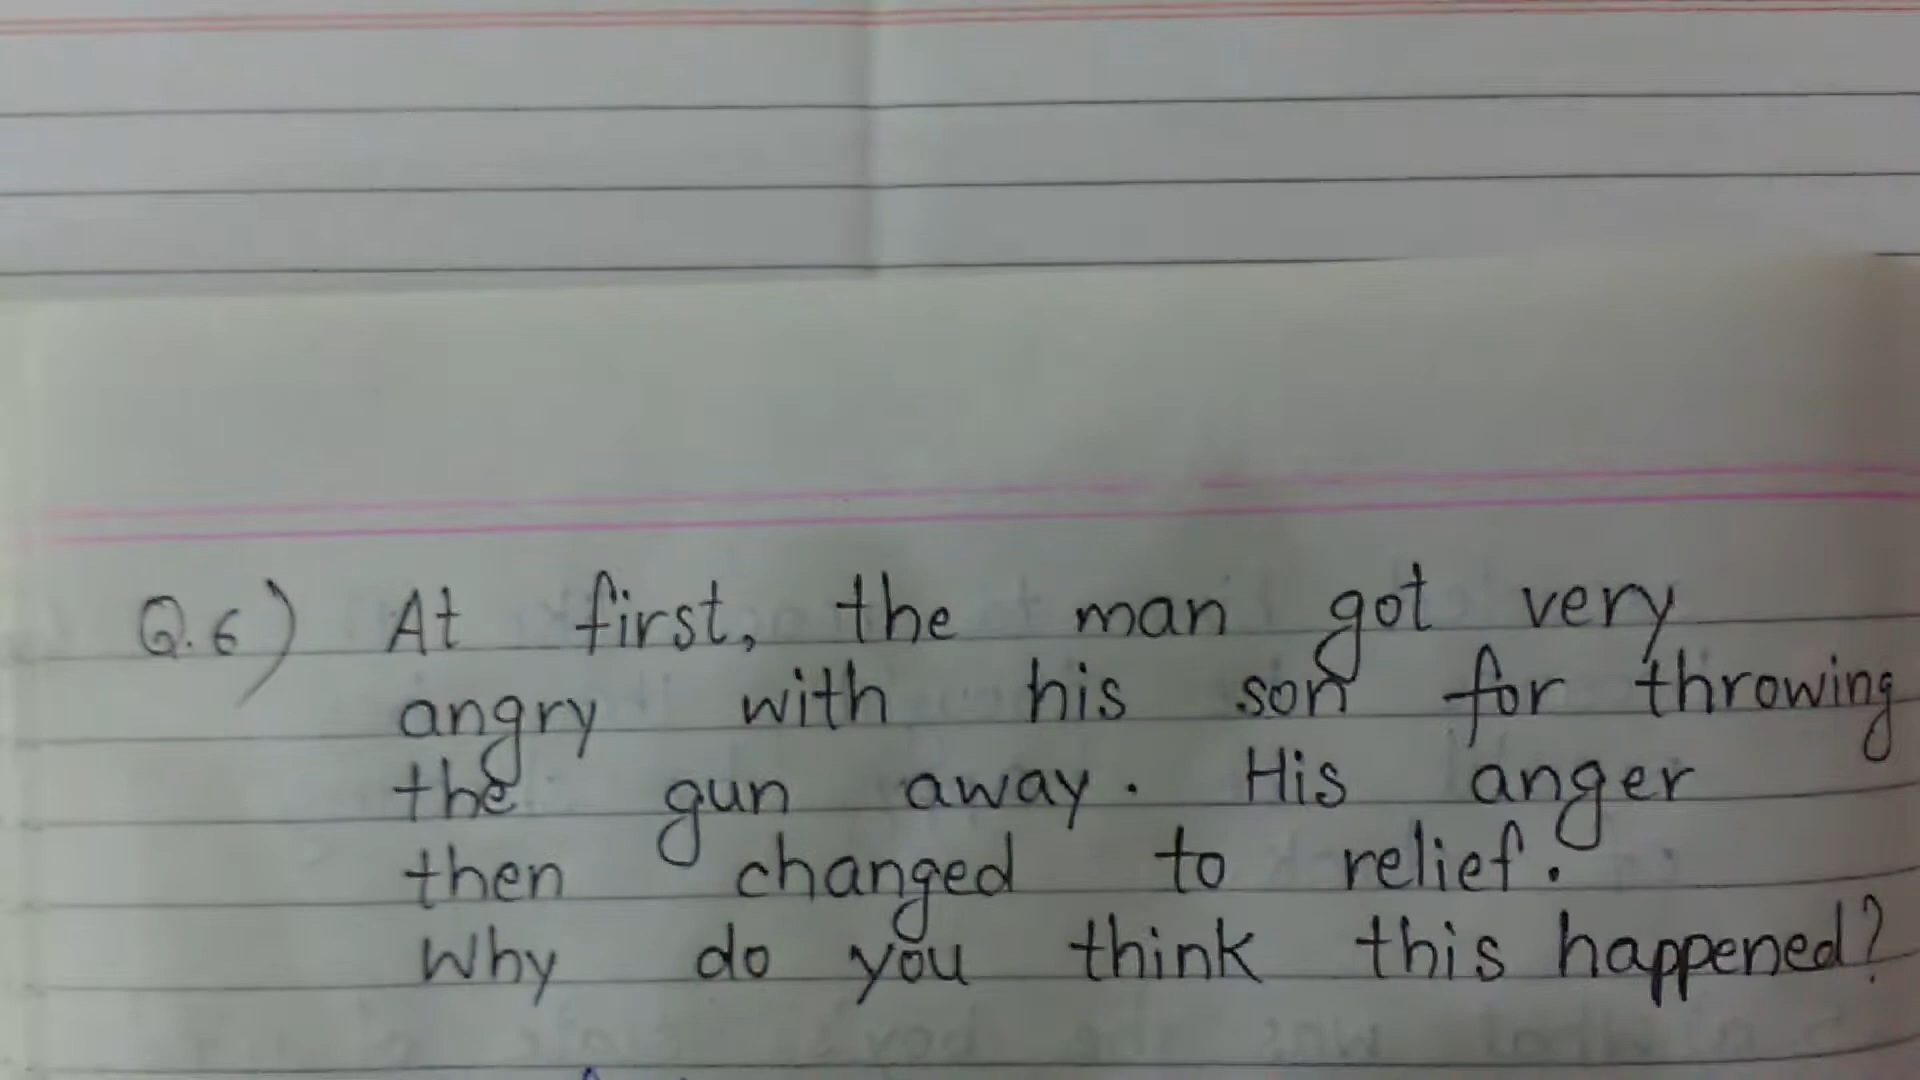 Q.6) At first, the man got very
angry with his son for throwing
the gun away. His anger
then changed to relief.
Why do you think this happened?